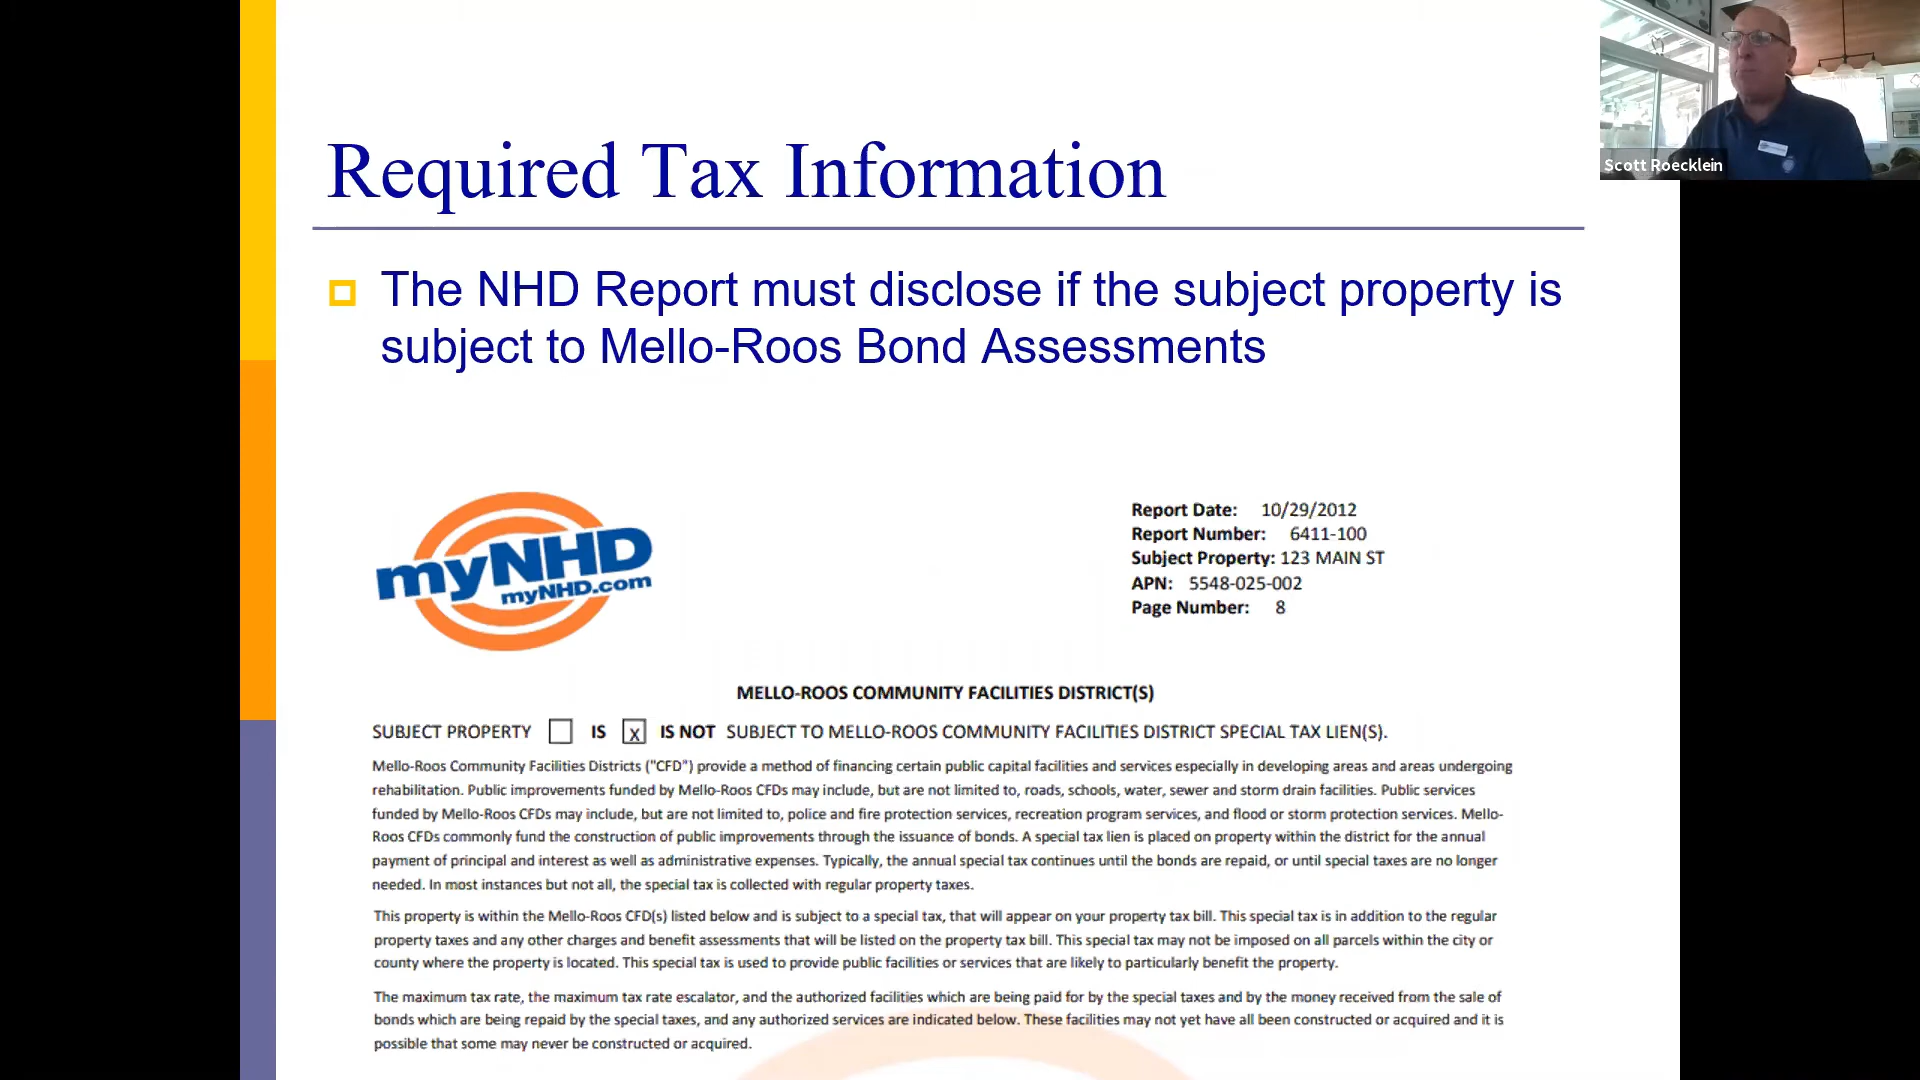 Required Tax Information
Scott Roecklein
The NHD Report must disclose if the subject property is
subject to Mello-Roos Bond Assessments
myNHD
myNHD.com
Report Date: 10/29/2012
Report Number: 6411-100
Subject Property: 123 MAIN ST
APN: 5548-025-002
Page Number: 8
MELLO-ROOS COMMUNITY FACILITIES DISTRICT(S)
SUBJECT PROPERTY IS x IS NOT SUBJECT TO MELLO-ROOS COMMUNITY FACILITIES DISTRICT SPECIAL TAX LIEN(S).
Mello-Roos Community Facilities Districts ("CFD") provide a method of financing certain public capital facilities and services especially in developing areas and areas undergoing
rehabilitation. Public improvements funded by Mello-Roos CFDs may include, but are not limited to, roads, schools, water, sewer and storm drain facilities. Public services
funded by Mello-Roos CFDs may include, but are not limited to, police and fire protection services, recreation program services, and flood or storm protection services. Mello-
Roos CFDs commonly fund the construction of public improvements through the issuance of bonds. A special tax lien is placed on property within the district for the annual
payment of principal and interest as well as administrative expenses. Typically, the annual special tax continues until the bonds are repaid, or until special taxes are no longer
needed. In most instances but not all, the special tax is collected with regular property taxes.
This property is within the Mello-Roos CFD(s) listed below and is subject to a special tax, that will appear on your property tax bill. This special tax is in addition to the regular
property taxes and any other charges and benefit assessments that will be listed on the property tax bill. This special tax may not be imposed on all parcels within the city or
county where the property is located. This special tax is used to provide public facilities or services that are likely to particularly benefit the property.
The maximum tax rate, the maximum tax rate escalator, and the authorized facilities which are being paid for by the special taxes and by the money received from the sale of
bonds which are being repaid by the special taxes, and any authorized services are indicated below. These facilities may not yet have all been constructed or acquired and it is
possible that some may never be constructed or acquired.